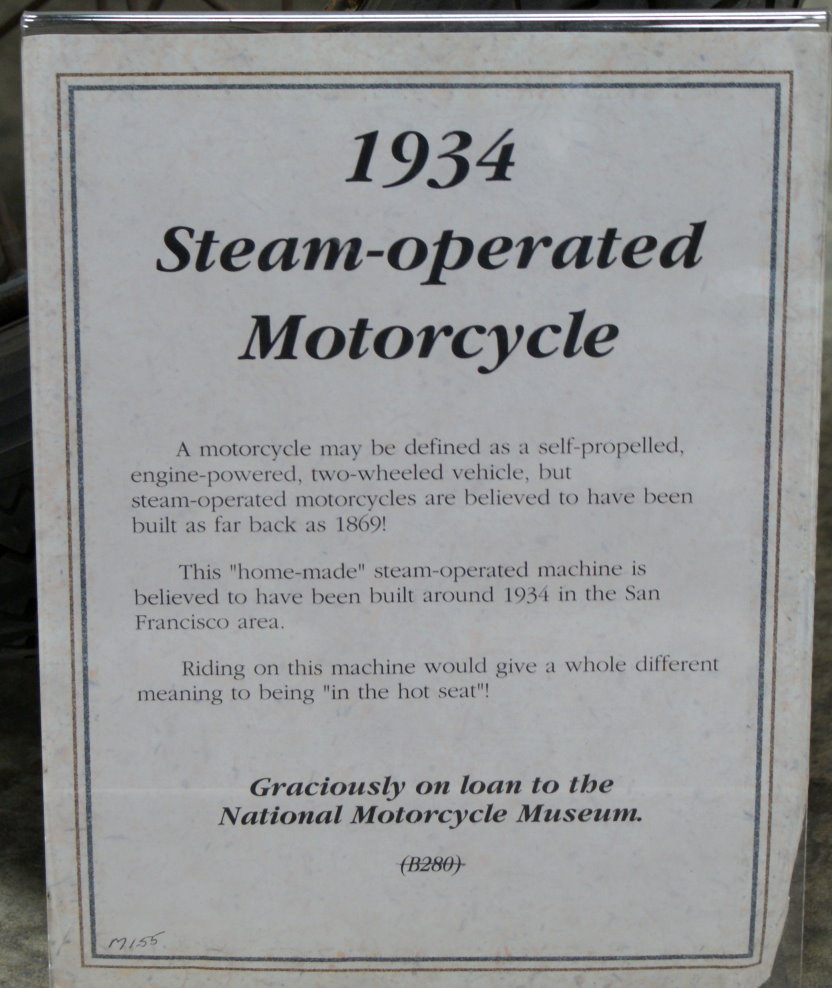 1934
Steam-operated
Motorcycle
A motorcycle may be defined as a self-propelled,
engine-powered, two-wheeled vehicle, but
steam-operated motorcycles are believed to have been
built as far back as 1869!
This "home-made" steam-operated machine is
believed to have been built around 1934 in the San
Francisco area.
Riding on this machine would give a whole different
meaning to being "in the hot seat"!
Graciously on loan to the
National Motorcycle Museum.
(B280)
M155